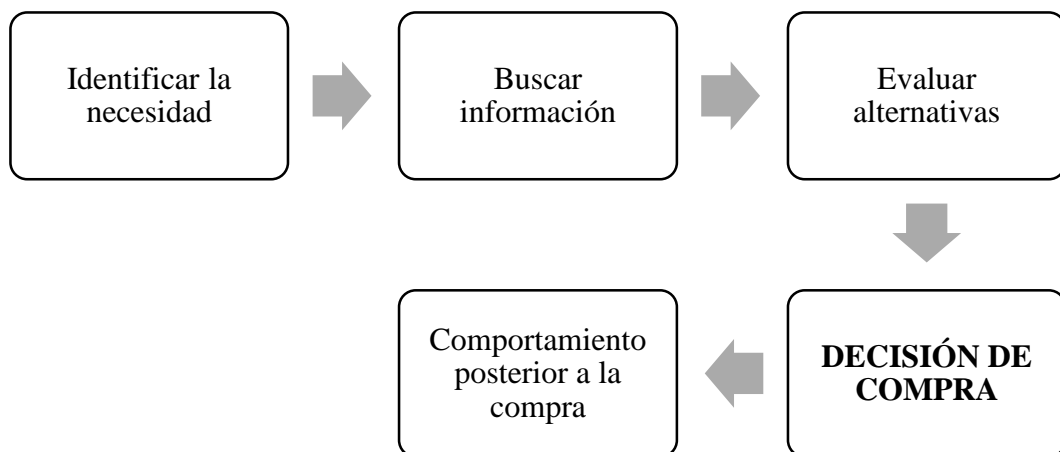 Identificar la
necesidad
Buscar
información
Evaluar
alternativas
DECISIÓN DE
COMPRA
Comportamiento
posterior a la
compra